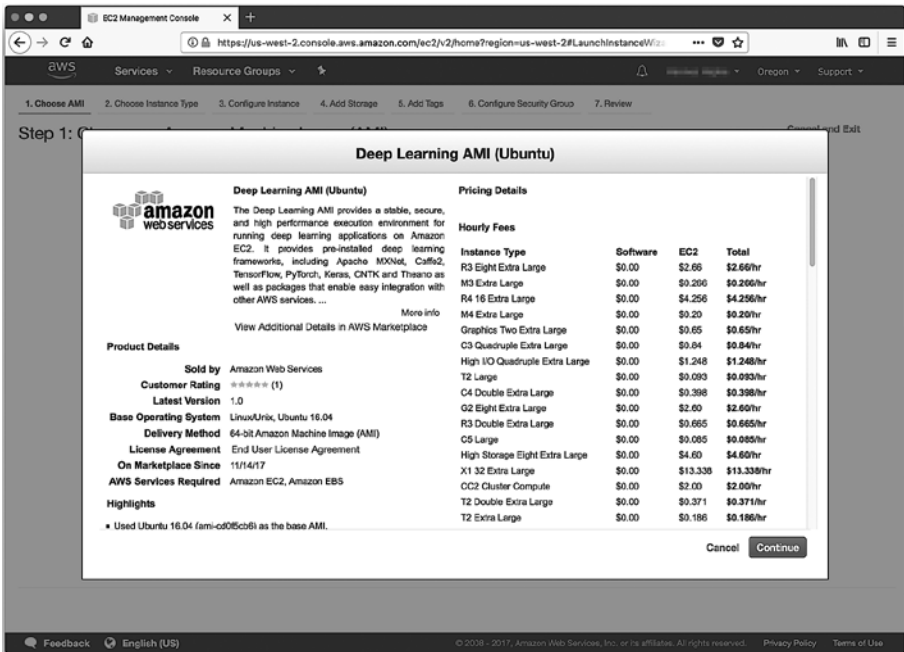 EC2 Management Console
https://us-west-2.console.aws.amazon.com/ec2/v2/home?region=us-west-2#LaunchInstanceWiz
aws
Services
Resource Groups
Oregon
Support
1. Choose AMI
2. Choose Instance Type
3. Configure Instance
4. Add Storage
5. Add Tags
6. Configure Security Group
7. Review
Step 1:
and Exit
Deep Learning AMI (Ubuntu)
amazon
webservices
Deep Learning AMI (Ubuntu)
The Deep Learning AMI provides a stable, secure,
and high performance execution environment for
running deep learning applications on Amazon
EC2. It provides pre-installed deep learning
frameworks, including Apache MXNet, Caffe2,
TensorFlow, PyTorch, Keras, CNTK and Theano as
well as packages that enable easy integration with
other AWS services. ...
More info
View Additional Details in AWS Marketplace
Product Details
Sold by Amazon Web Services
Customer Rating (1)
Latest Version 1.0
Base Operating System Linux/Unix, Ubuntu 16.04
Delivery Method 64-bit Amazon Machine Image (AMI)
License Agreement End User License Agreement
On Marketplace Since 11/14/17
AWS Services Required Amazon EC2, Amazon EBS
Highlights
Used Ubuntu 16.04 (ami-cd0f5cb6) as the base AMI.
Pricing Details
Hourly Fees
Instance Type Software EC2 Total
R3 Eight Extra Large $0.00 $2.66 $2.66/hr
M3 Extra Large $0.00 $0.266 $0.266/hr
R4 16 Extra Large $0.00 $4.256 $4.256/hr
M4 Extra Large $0.00 $0.20 $0.20/hr
Graphics Two Extra Large $0.00 $0.65 $0.65/hr
C3 Quadruple Extra Large $0.00 $0.84 $0.84/hr
High I/O Quadruple Extra Large $0.00 $1.248 $1.248/hr
T2 Large $0.00 $0.093 $0.093/hr
C4 Double Extra Large $0.00 $0.398 $0.398/hr
G2 Eight Extra Large $0.00 $2.60 $2.60/hr
R3 Double Extra Large $0.00 $0.665 $0.665/hr
C5 Large $0.00 $0.085 $0.085/hr
High Storage Eight Extra Large $0.00 $4.60 $4.60/hr
X1 32 Extra Large $0.00 $13.338 $13.338/hr
CC2 Cluster Compute $0.00 $2.00 $2.00/hr
T2 Double Extra Large $0.00 $0.371 $0.371/hr
T2 Extra Large $0.00 $0.186 $0.186/hr
Cancel
Continue
Feedback
English (US)
© 2008 - 2017, Amazon Web Services, Inc. or its affiliates. All rights reserved.
Privacy Policy
Terms of Use